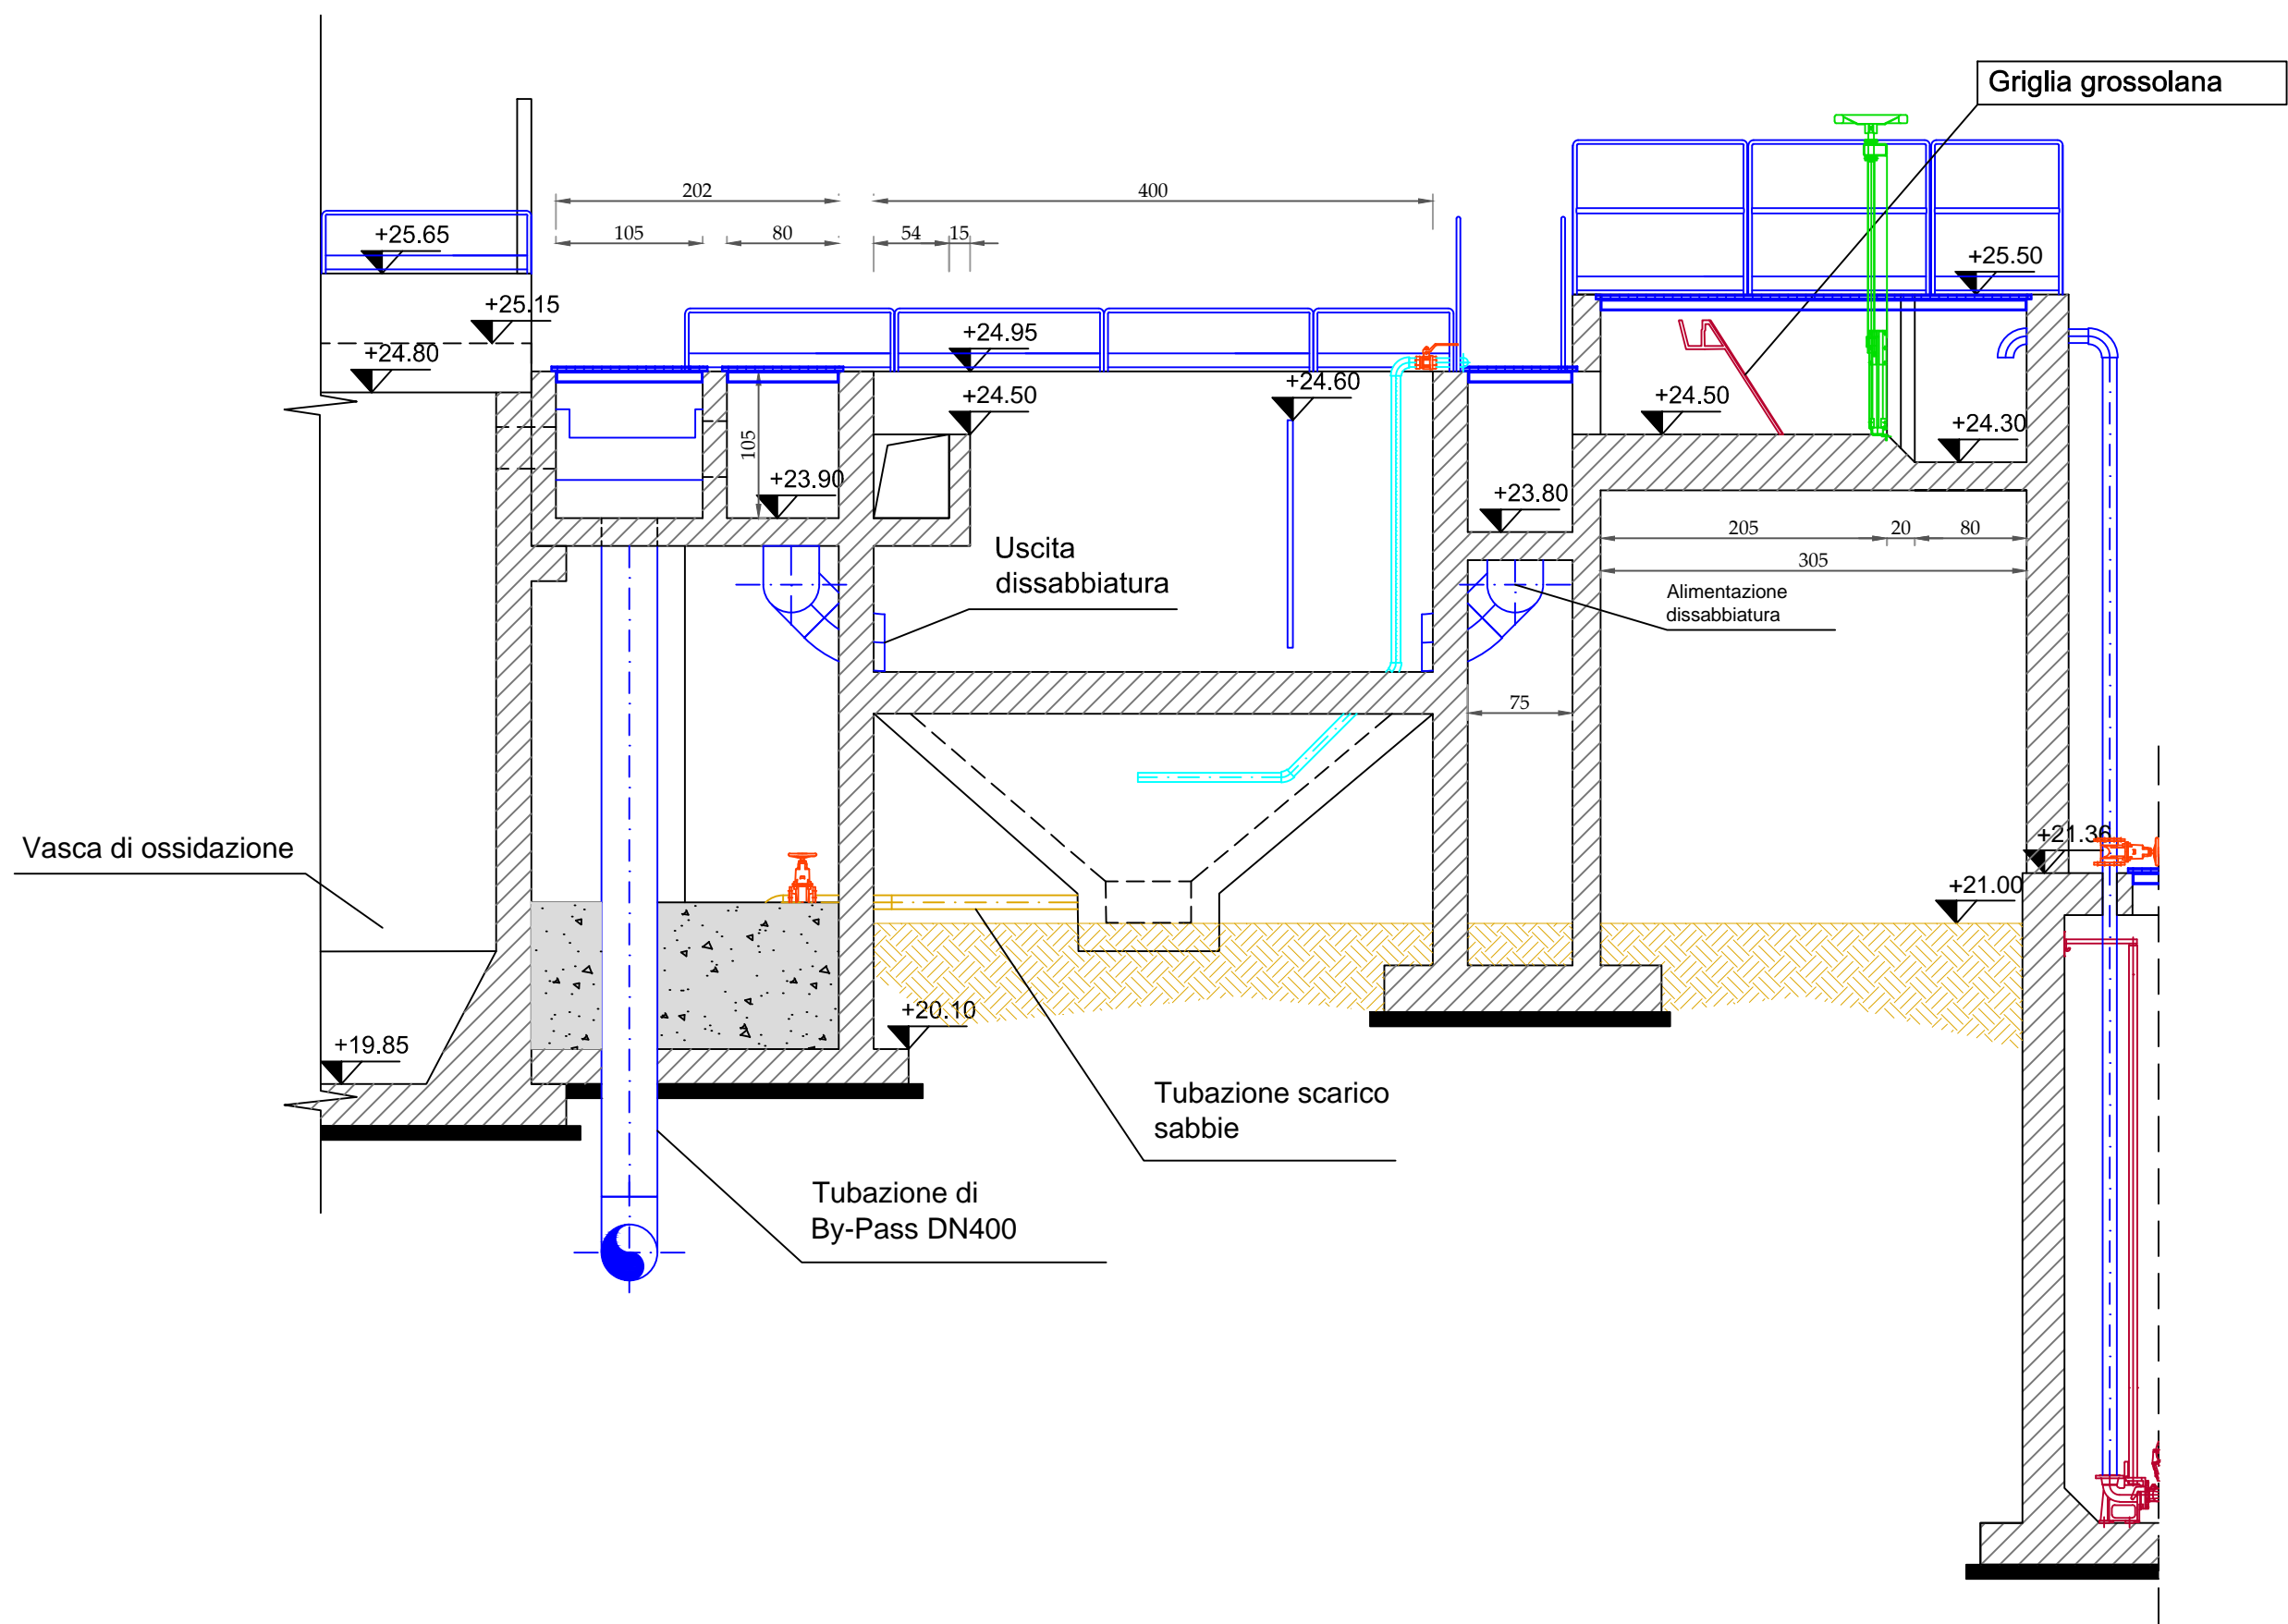 Griglia grossolana
202
400
105
80
54
15
+25.65
+25.50
+25.15
+24.95
+24.80
+24.60
+24.50
+24.50
+24.30
105
+23.90
+23.80
205
20
80
305
Uscita
dissabbiatura
Alimentazione
dissabbiatura
75
+21.36
Vasca di ossidazione
+21.00
+20.10
+19.85
Tubazione scarico
sabbie
Tubazione di
By-Pass DN400